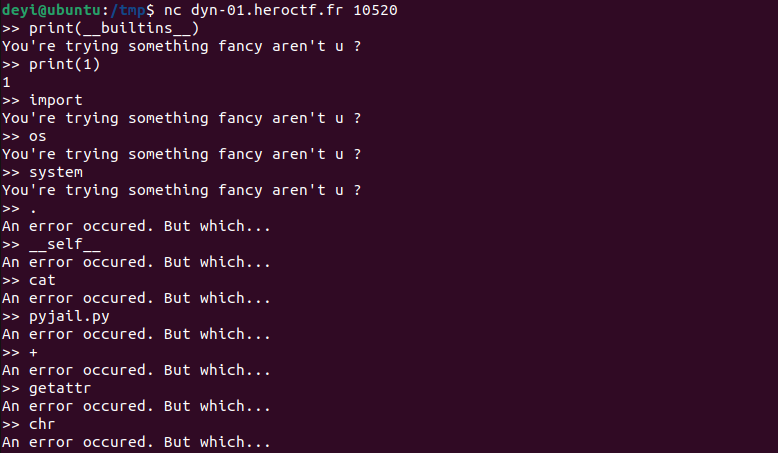 deyi@ubuntu:/tmp$ nc dyn-01.heroctf.fr 10520
>> print(__builtins__)
You're trying something fancy aren't u ?
>> print(1)
1
>> import
You're trying something fancy aren't u ?
>> os
You're trying something fancy aren't u ?
>> system
You're trying something fancy aren't u ?
>> .
An error occured. But which...
>> __self__
An error occured. But which...
>> cat
An error occured. But which...
>> pyjail.py
An error occured. But which...
>> +
An error occured. But which...
>> getattr
An error occured. But which...
>> chr
An error occured. But which...